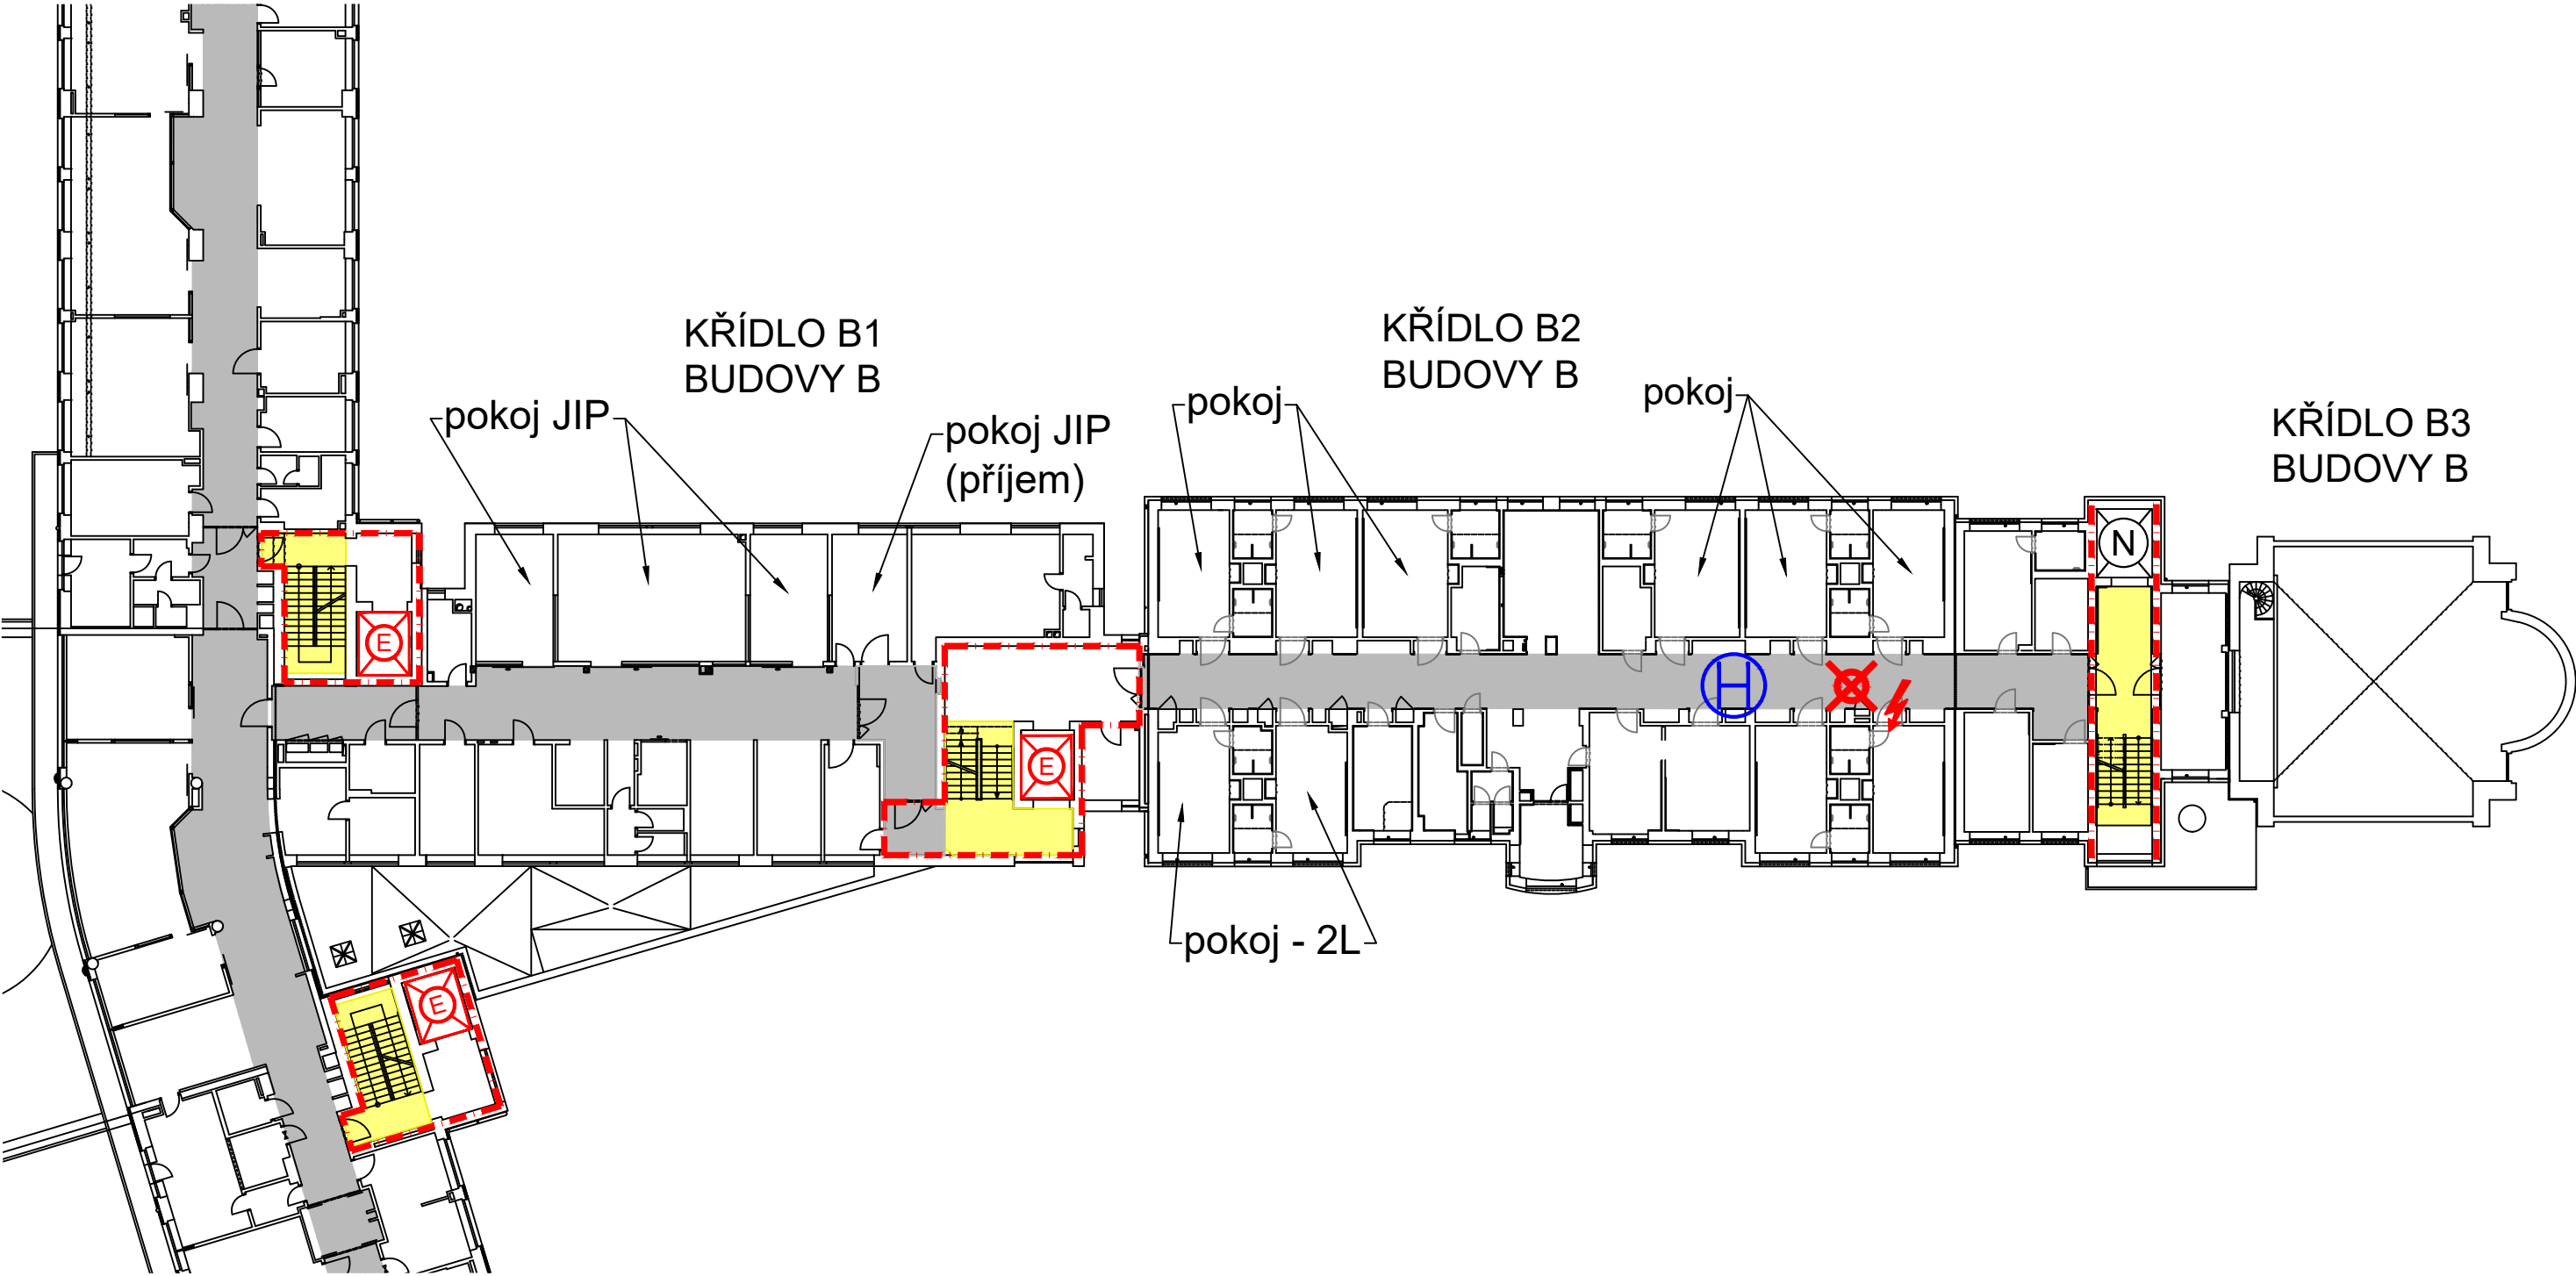 KŘÍDLO B1
BUDOVY B
pokoj JIP
pokoj JIP
(příjem)
KŘÍDLO B2
BUDOVY B
pokoj
pokoj
KŘÍDLO B3
BUDOVY B
N
E
H
E
pokoj - 2L
E